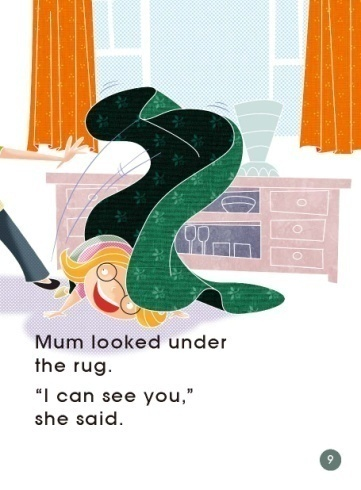 Mum looked under
the rug.
“I can see you,”
she said.
9